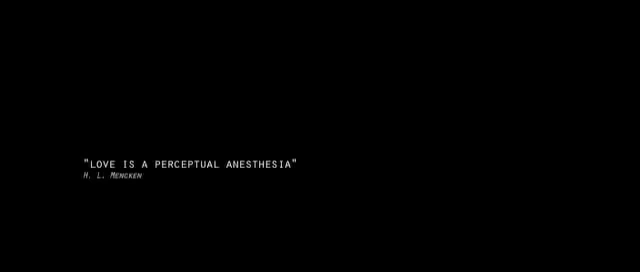 "LOVE IS A PERCEPTUAL ANESTHESIA"
H. L. MENCKEN